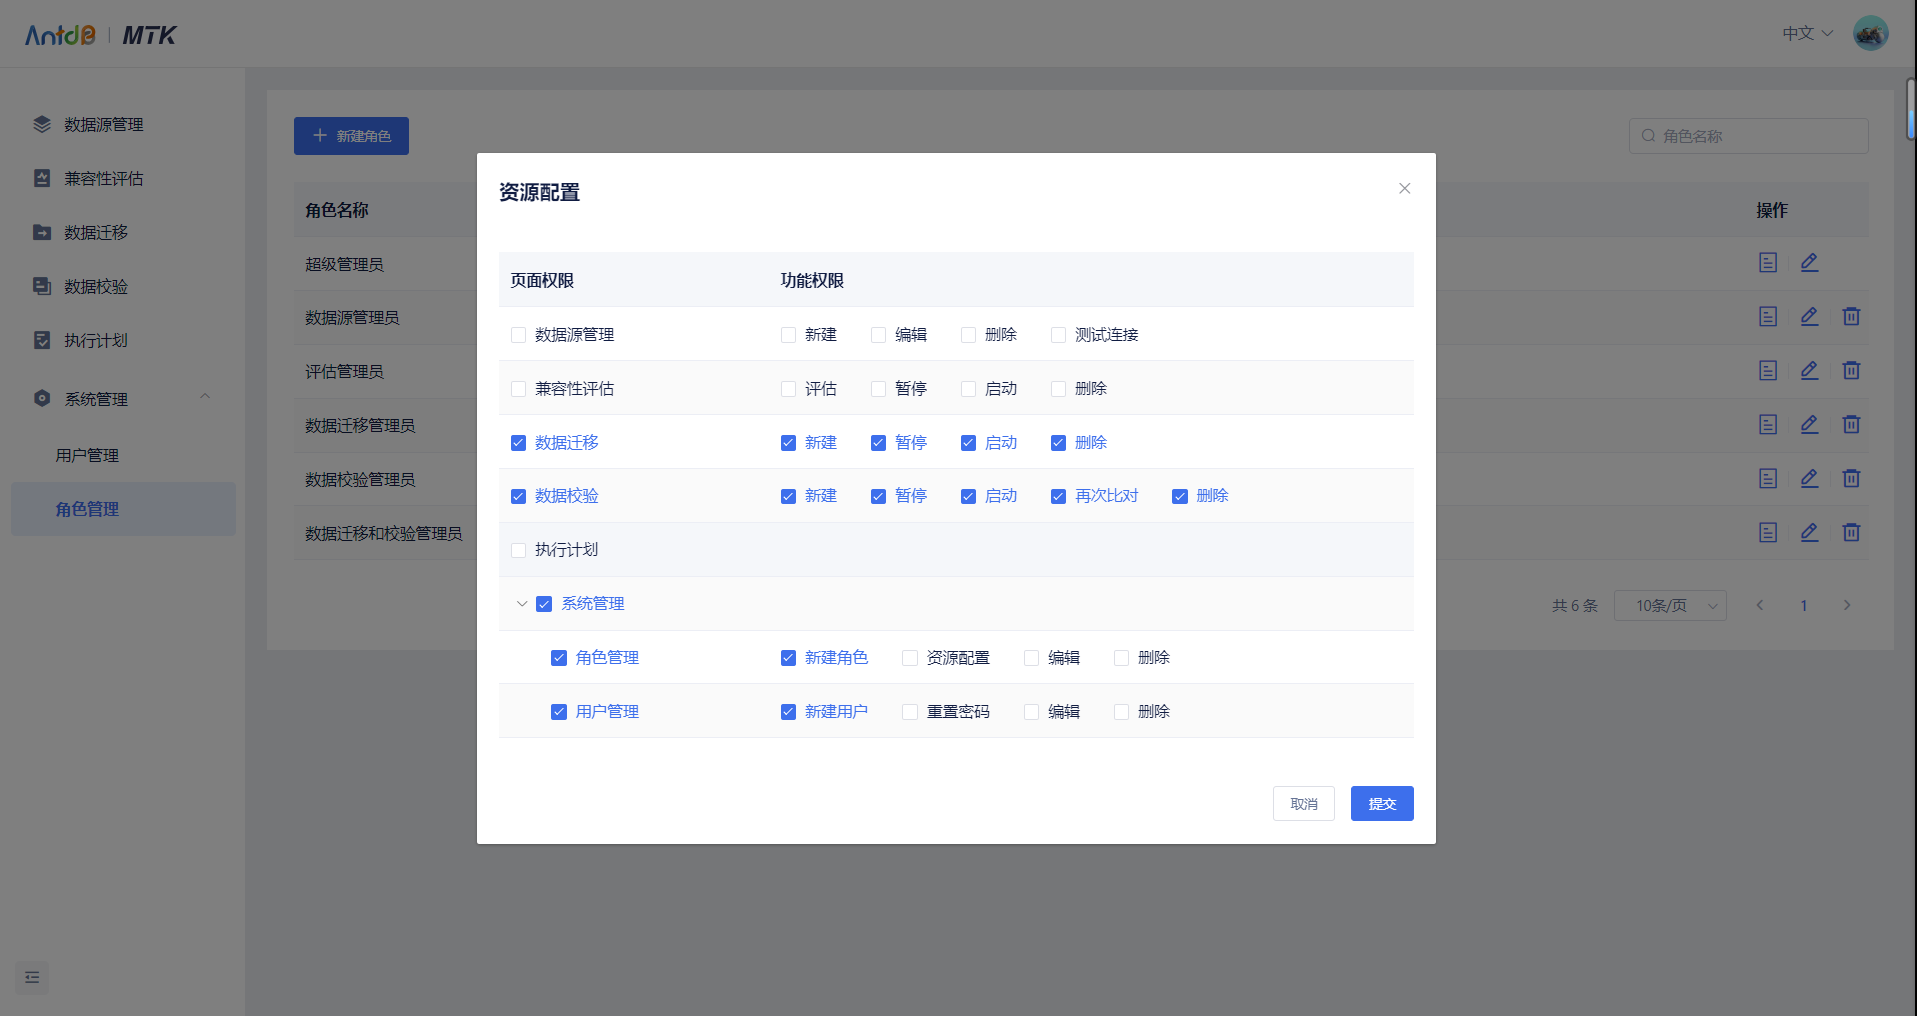 AntdB | MTK
中文
数据源管理
兼容性评估
数据迁移
数据校验
执行计划
系统管理
用户管理
角色管理
新建角色
角色名称
角色名称
操作
超级管理员
数据源管理员
评估管理员
数据迁移管理员
数据校验管理员
数据迁移和校验管理员
共 6 条 10条/页 1
资源配置
页面权限 功能权限
数据源管理 新建 编辑 删除 测试连接
兼容性评估 评估 暂停 启动 删除
数据迁移 新建 暂停 启动 删除
数据校验 新建 暂停 启动 再次比对 删除
执行计划
系统管理
角色管理 新建角色 资源配置 编辑 删除
用户管理 新建用户 重置密码 编辑 删除
取消 提交